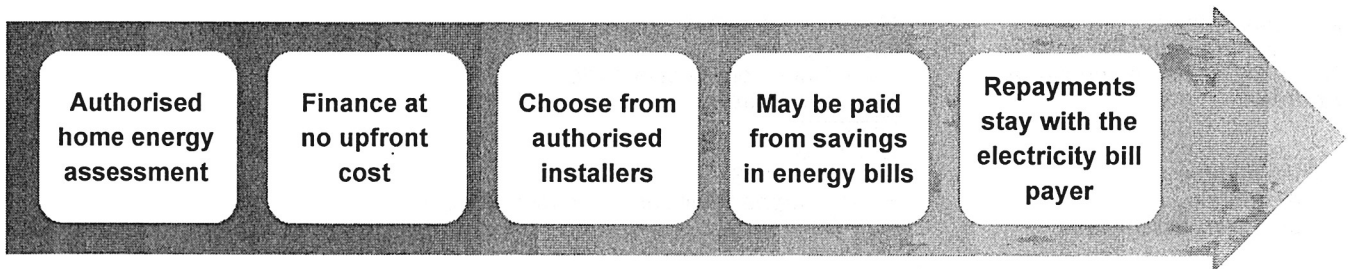 Authorised
home energy
assessment
Finance at
no upfront
cost
Choose from
authorised
installers
May be paid
from savings
in energy bills
Repayments
stay with the
electricity bill
payer